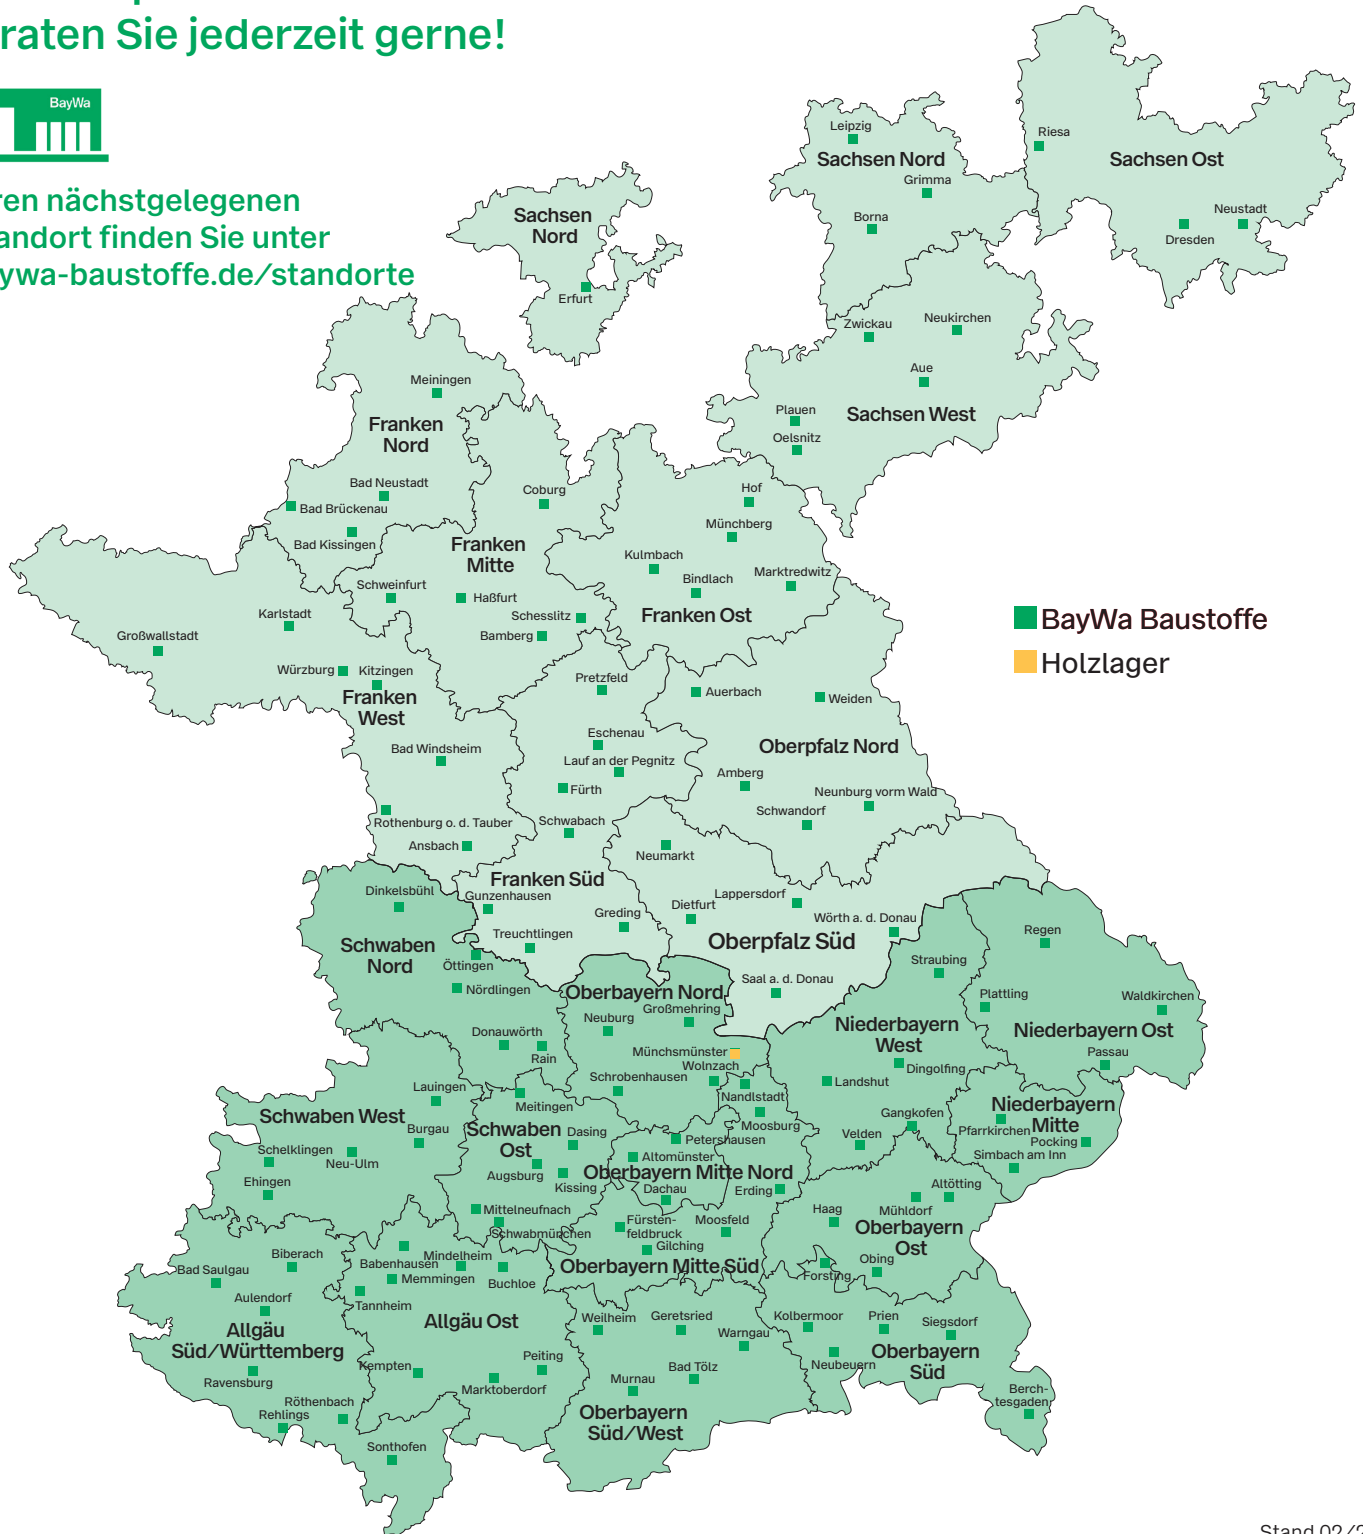 raten Sie jederzeit gerne!
BayWa
ren nächstgelegenen
andort finden Sie unter
ywa-baustoffe.de/standorte
Leipzig
Sachsen Nord
Grimma
Borna
Riesa
Sachsen Ost
Neustadt
Dresden
Sachsen
Nord
Erfurt
Zwickau
Neukirchen
Aue
Plauen
Sachsen West
Oelsnitz
Meiningen
Franken
Nord
Bad Neustadt
Bad Brückenau
Bad Kissingen
Coburg
Franken
Mitte
Schweinfurt
Haßfurt
Schesslitz
Bamberg
Hof
Münchberg
Kulmbach
Bindlach
Marktredwitz
Franken Ost
BayWa Baustoffe
Holzlager
Karlstadt
Großwallstadt
Würzburg
Kitzingen
Franken
West
Bad Windsheim
Rothenburg o. d. Tauber
Ansbach
Pretzfeld
Eschenau
Lauf an der Pegnitz
Fürth
Schwabach
Franken Süd
Gunzenhausen
Greding
Treuchtlingen
Auerbach
Weiden
Oberpfalz Nord
Amberg
Neunburg vorm Wald
Schwandorf
Neumarkt
Lappersdorf
Dietfurt
Wörth a. d. Donau
Oberpfalz Süd
Saal a. d. Donau
Dinkelsbühl
Schwaben
Nord
Öttingen
Nördlingen
Donauwörth
Rain
Oberbayern Nord
Großmehring
Neuburg
Münchsmünster
Wolnzach
Schrobenhausen
Straubing
Niederbayern
West
Dingolfing
Landshut
Gangkofen
Velden
Regen
Plattling
Waldkirchen
Niederbayern Ost
Passau
Niederbayern
Mitte
Pfarrkirchen
Pocking
Simbach am Inn
Lauingen
Schwaben West
Burgau
Schelklingen
Neu-Ulm
Ehingen
Meitingen
Schwaben
Ost
Dasing
Augsburg
Kissing
Mittelneufnach
Schwabmünchen
Nandlstadt
Moosburg
Petershausen
Altomünster
Oberbayern Mitte Nord
Dachau
Erding
Fürsten-
feldbruck
Moosfeld
Gilching
Oberbayern Mitte Süd
Altötting
Mühldorf
Haag
Oberbayern
Ost
Obing
Forsting
Biberach
Bad Saulgau
Aulendorf
Allgäu
Süd/Württemberg
Ravensburg
Röthenbach
Rehlings
Babenhausen
Mindelheim
Memmingen
Buchloe
Tannheim
Allgäu Ost
Kempten
Peiting
Marktoberdorf
Sonthofen
Weilheim
Geretsried
Warngau
Bad Tölz
Murnau
Oberbayern
Süd/West
Kolbermoor
Prien
Siegsdorf
Neubeuern
Oberbayern
Süd
Berch-
tesgaden
Stand 02/2